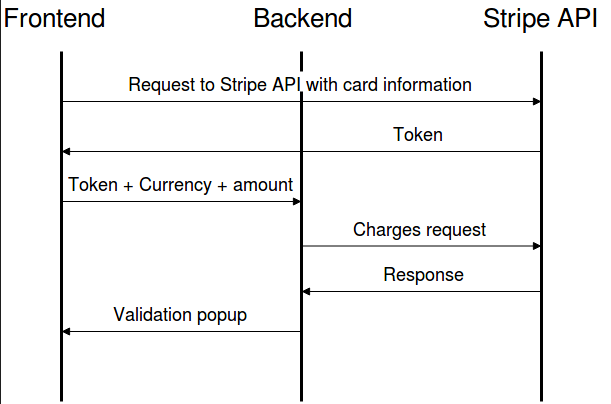 Frontend Backend Stripe API
Request to Stripe API with card information
Token
Token + Currency + amount
Charges request
Response
Validation popup